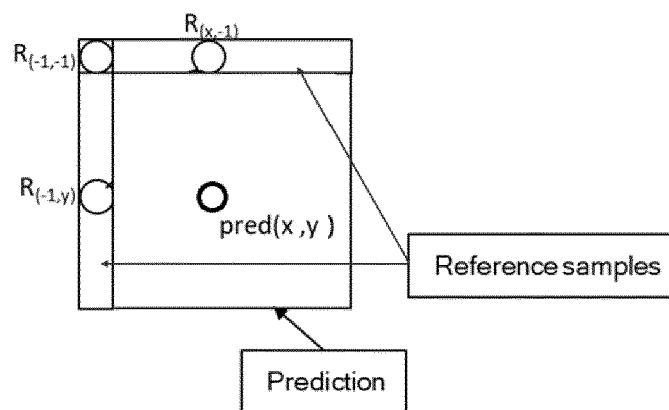 R(x,-1)
R(-1,-1)
R(-1,y)
pred(x ,y )
Reference samples
Prediction